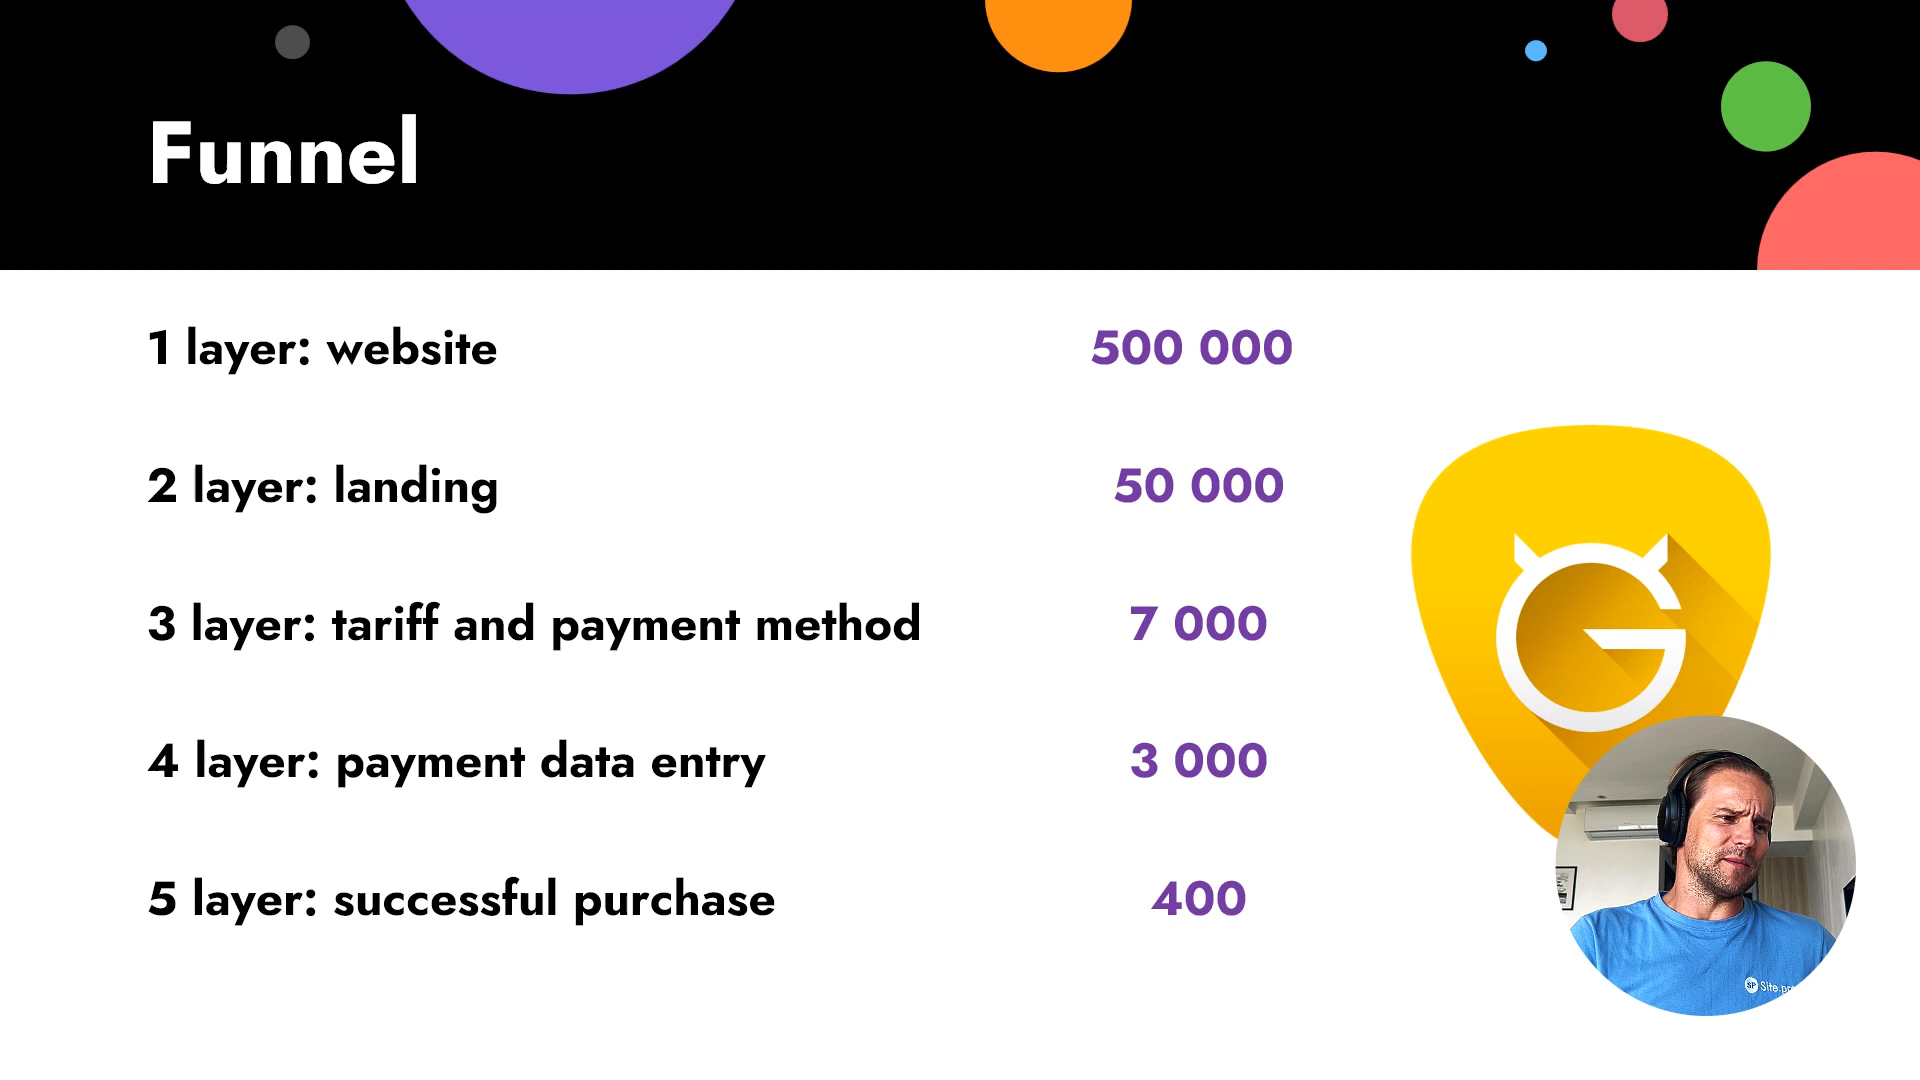 Funnel
1 layer: website 500 000
2 layer: landing 50 000
3 layer: tariff and payment method 7 000
4 layer: payment data entry 3 000
5 layer: successful purchase 400
SP